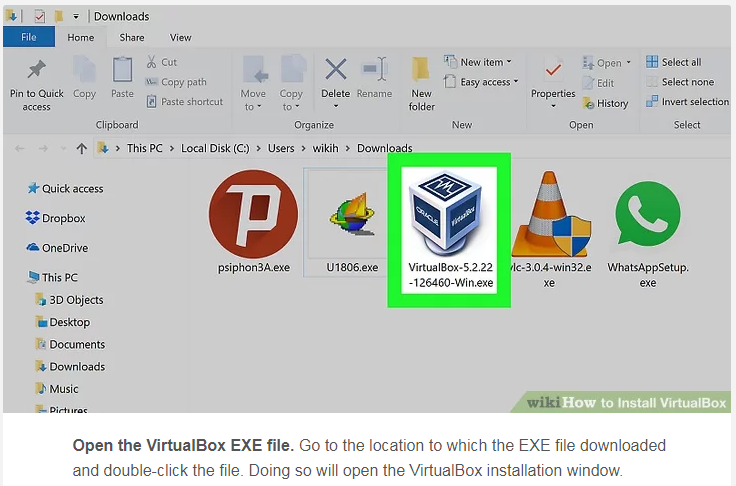 Downloads
File Home Share View
Pin to Quick access
Copy
Paste
Cut
Copy path
Paste shortcut
Clipboard
Move to
Copy to
Delete
Rename
Organize
New folder
New item
Easy access
New
Properties
Open
Edit
History
Open
Select all
Select none
Invert selection
Select
This PC > Local Disk (C:) > Users > wikih > Downloads
Quick access
Dropbox
OneDrive
This PC
3D Objects
Desktop
Documents
Downloads
Music
Pictures
psiphon3A.exe
U1806.exe
ORACLE
VirtualBox
VirtualBox-5.2.22
-126460-Win.exe
vlc-3.0.4-win32.e
xe
WhatsAppSetup.
exe
wikiHow to Install VirtualBox
Open the VirtualBox EXE file. Go to the location to which the EXE file downloaded
and double-click the file. Doing so will open the VirtualBox installation window.